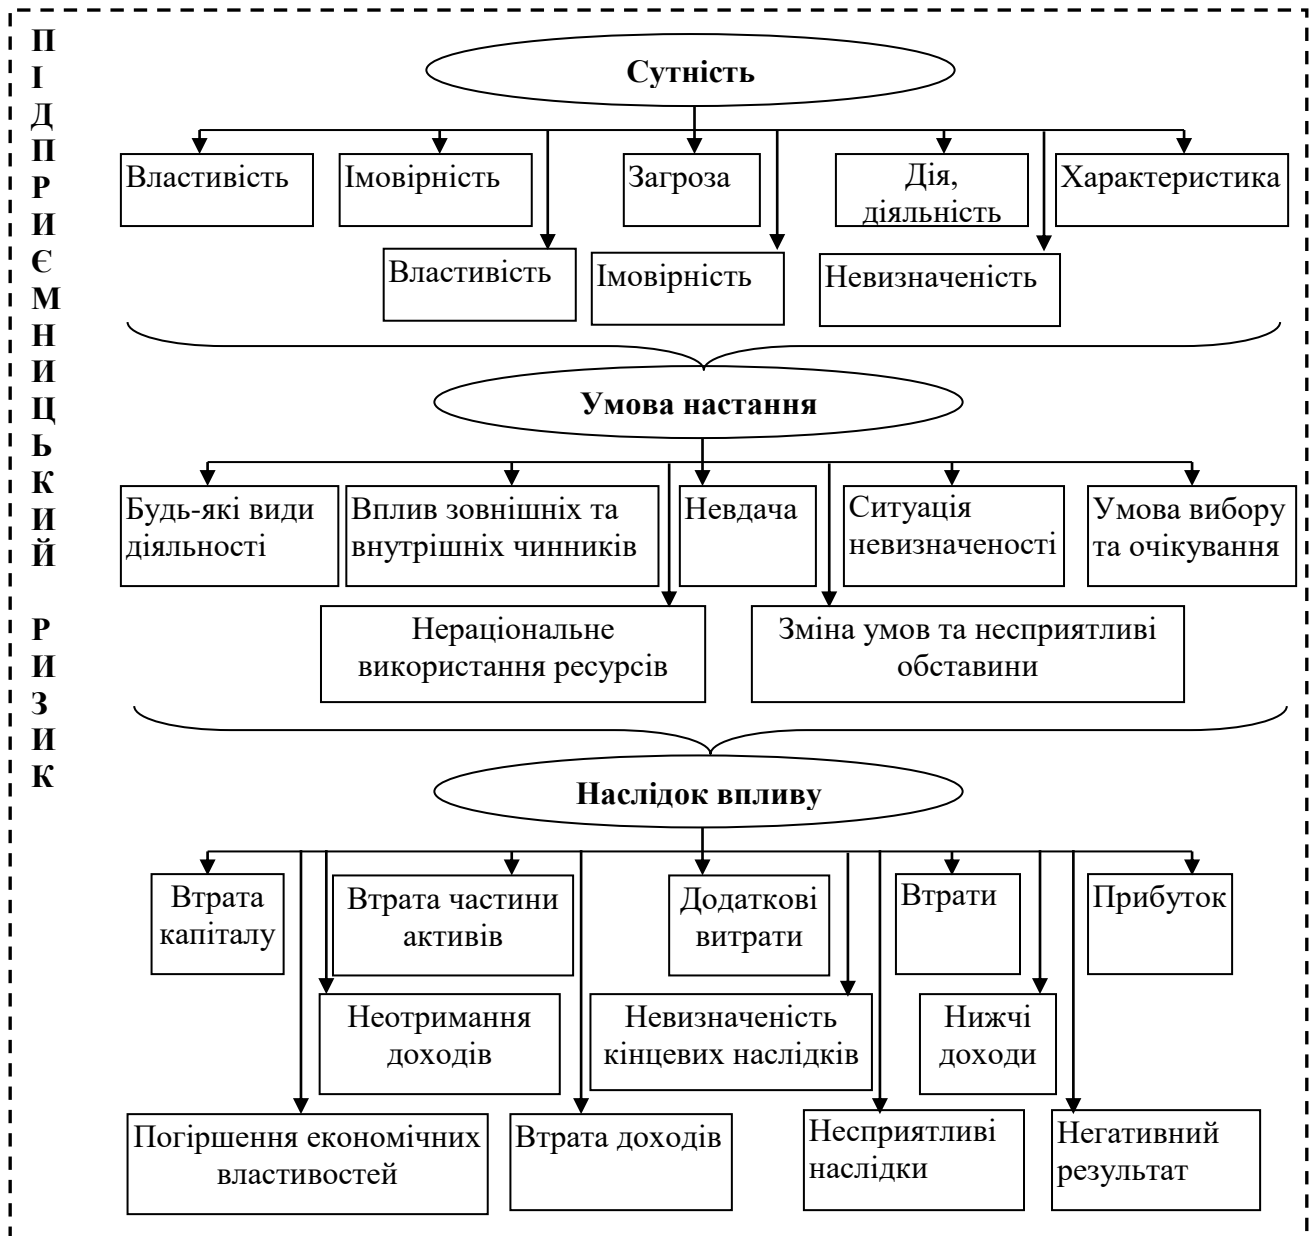 ПІДПРИЄМНИЦЬКИЙ РИЗИК
Сутність
Властивість
Імовірність
Загроза
Дія,
діяльність
Характеристика
Властивість
Імовірність
Невизначеність
Умова настання
Будь-які види
діяльності
Вплив зовнішніх та
внутрішніх чинників
Невдача
Ситуація
невизначеності
Умова вибору
та очікування
Нераціональне
використання ресурсів
Зміна умов та несприятливі
обставини
Наслідок впливу
Втрата
капіталу
Втрата частини
активів
Додаткові
витрати
Втрати
Прибуток
Неотримання
доходів
Невизначеність
кінцевих наслідків
Нижчі
доходи
Погіршення економічних
властивостей
Втрата доходів
Несприятливі
наслідки
Негативний
результат